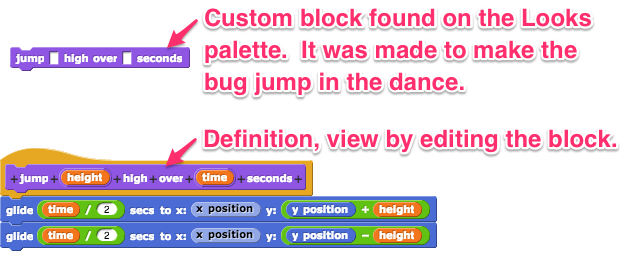 Custom block found on the Looks
palette. It was made to make the
bug jump in the dance.
jump high over seconds
Definition, view by editing the block.
+ jump + height + high + over + time + seconds +
glide time / 2 secs to x: x position y: y position + height
glide time / 2 secs to x: x position y: y position - height